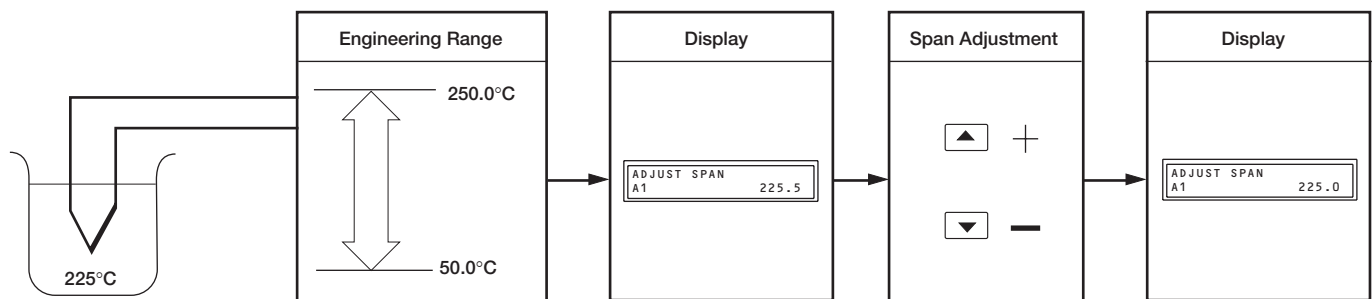 Engineering Range
Display
Span Adjustment
Display
250.0°C
50.0°C
225°C
ADJUST SPAN
A1 225.5
+
−
ADJUST SPAN
A1 225.0